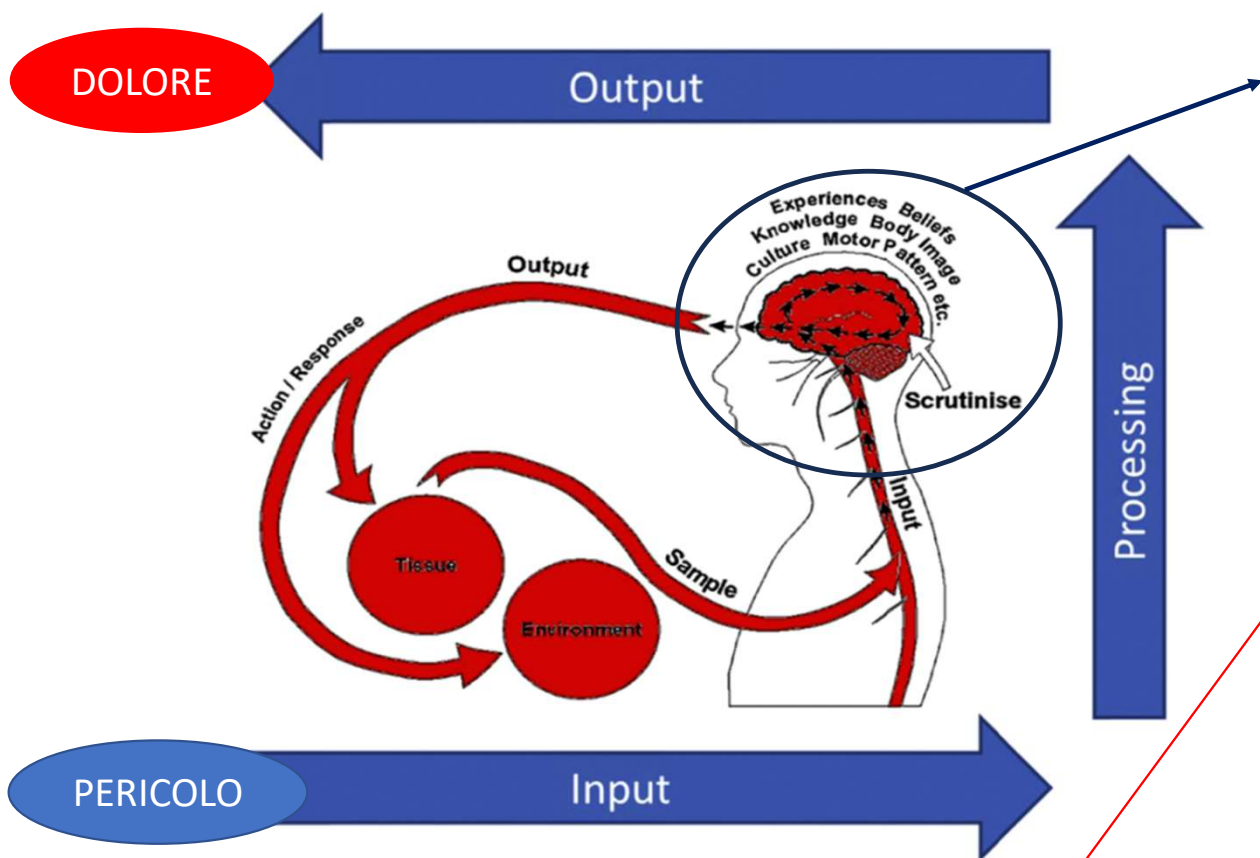 DOLORE
Output
Experiences Beliefs
Knowledge Body Image
Culture Motor Pattern etc.
Output
Action / Response
Scrutinise
Processing
Input
Tissue
Sample
Environment
PERICOLO
Input